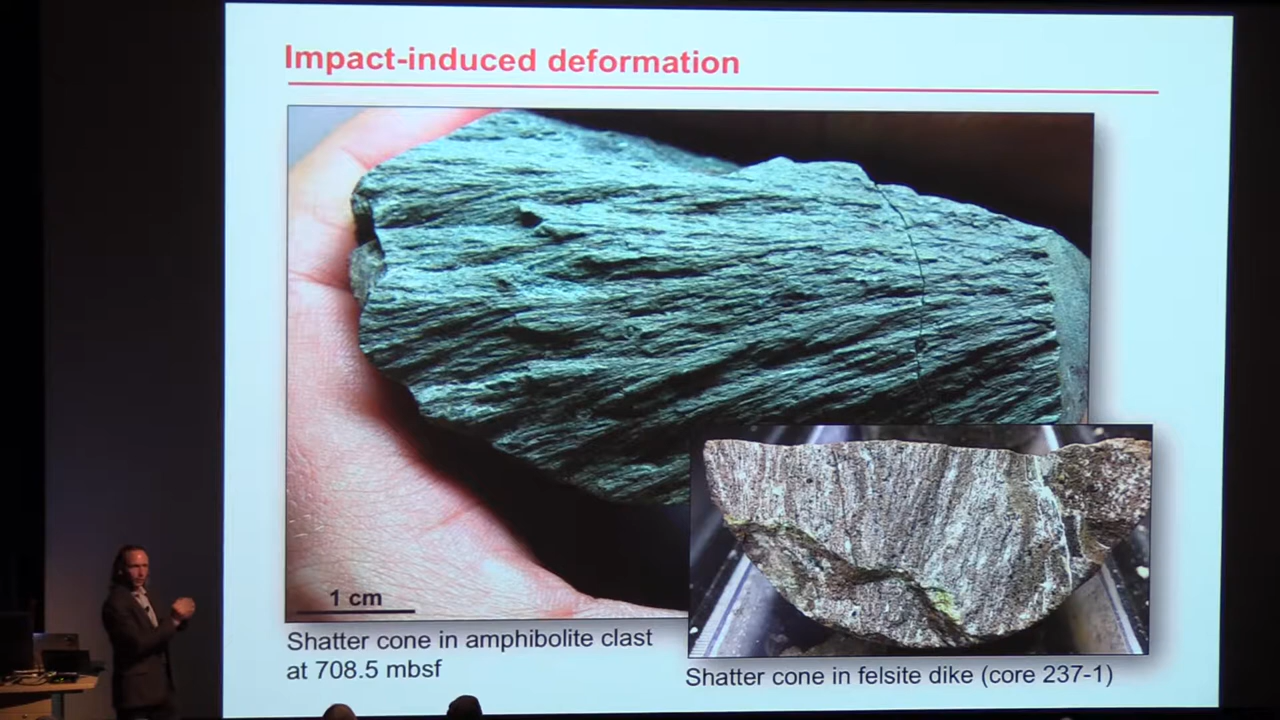 Impact-induced deformation
1 cm
Shatter cone in amphibolite clast
at 708.5 mbsf
Shatter cone in felsite dike (core 237-1)